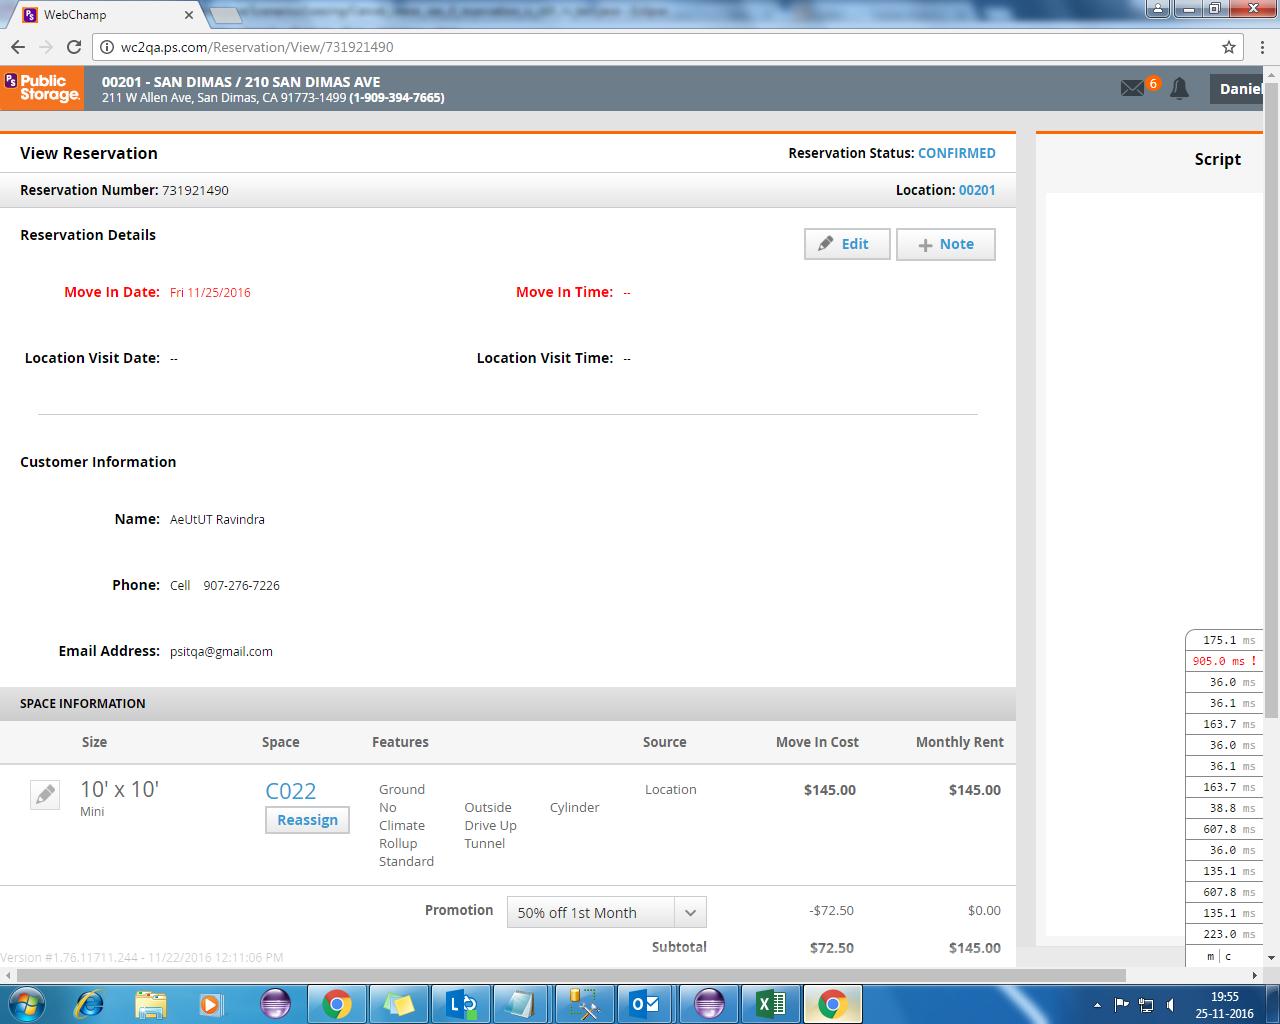 WebChamp
wc2qa.ps.com/Reservation/View/731921490
PS Public Storage.
00201 - SAN DIMAS / 210 SAN DIMAS AVE
211 W Allen Ave, San Dimas, CA 91773-1499 (1-909-394-7665)
6
Daniel
View Reservation
Reservation Status: CONFIRMED
Script
Reservation Number: 731921490
Location: 00201
Reservation Details
Edit
Note
Move In Date: Fri 11/25/2016
Move In Time: --
Location Visit Date: --
Location Visit Time: --
Customer Information
Name: AeUtUT Ravindra
Phone: Cell 907-276-7226
Email Address: psitqa@gmail.com
SPACE INFORMATION
Size Space Features Source Move In Cost Monthly Rent
10' x 10'
Mini
C022
Reassign
Ground
No
Climate
Rollup
Standard
Outside
Drive Up
Tunnel
Cylinder
Location
$145.00
$145.00
Promotion 50% off 1st Month -$72.50 $0.00
Subtotal $72.50 $145.00
Version #1.76.11711.244 - 11/22/2016 12:11:06 PM
175.1 ms
905.0 ms !
36.0 ms
36.1 ms
163.7 ms
36.0 ms
36.1 ms
163.7 ms
38.8 ms
607.8 ms
36.0 ms
135.1 ms
607.8 ms
135.1 ms
223.0 ms
m | c
19:55
25-11-2016